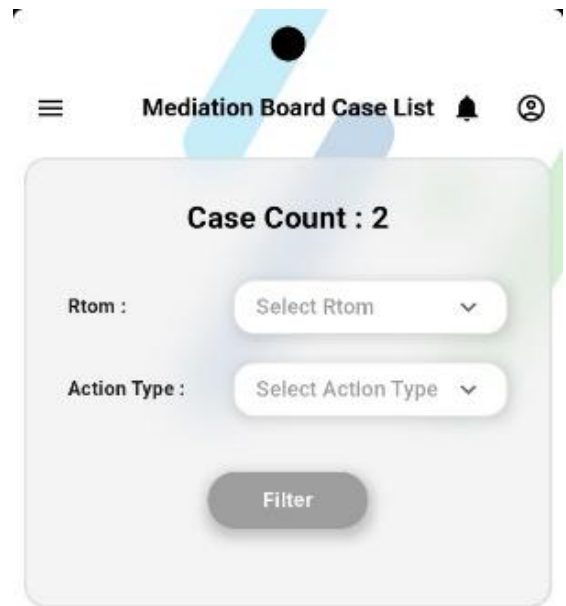 Mediation Board Case List
Case Count : 2
Rtom : Select Rtom
Action Type : Select Action Type
Filter